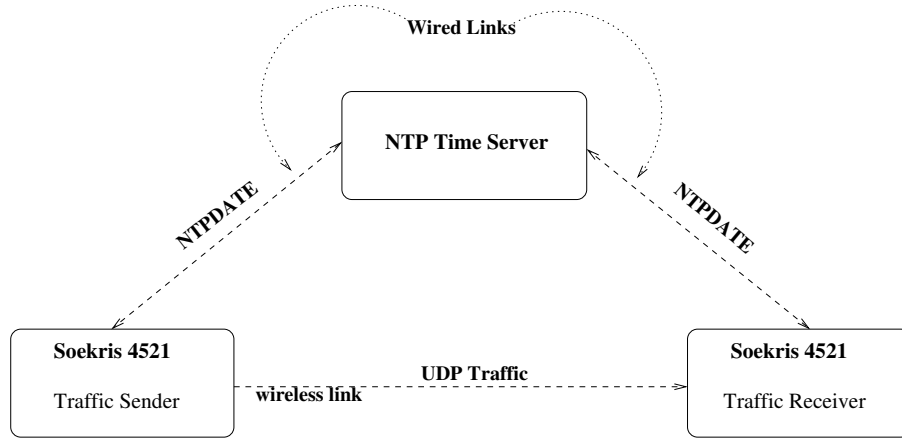 Wired Links
NTP Time Server
NTPDATE
NTPDATE
Soekris 4521
Traffic Sender
UDP Traffic
wireless link
Soekris 4521
Traffic Receiver